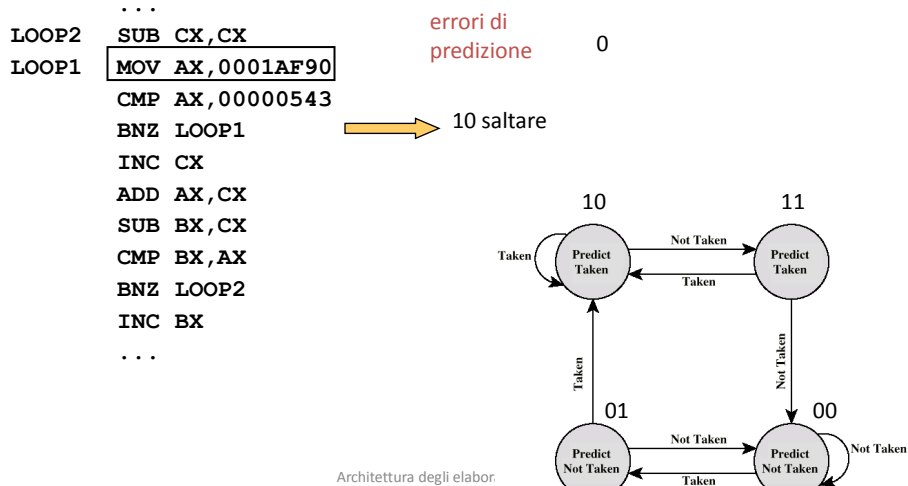 ...
LOOP2 SUB CX,CX
LOOP1 MOV AX,0001AF90
CMP AX,00000543
BNZ LOOP1
INC CX
ADD AX,CX
SUB BX,CX
CMP BX,AX
BNZ LOOP2
INC BX
...
errori di
predizione
0
10 saltare
10
11
Taken
Predict
Taken
Not Taken
Taken
Predict
Taken
Taken
Not Taken
01
00
Predict
Not Taken
Not Taken
Taken
Predict
Not Taken
Not Taken
Architettura degli elabor